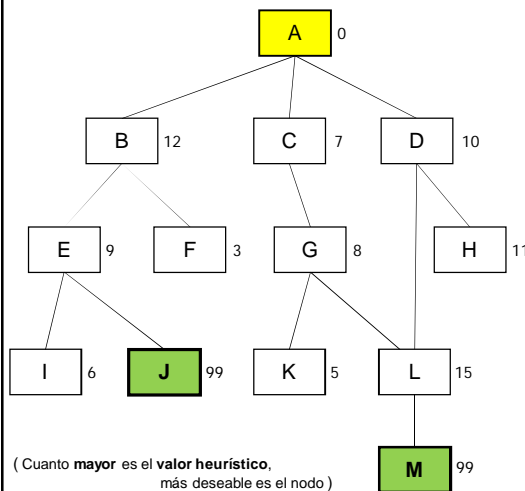 A 0
B 12 C 7 D 10
E 9 F 3 G 8 H 11
I 6 J 99 K 5 L 15
( Cuanto mayor es el valor heurístico,
más deseable es el nodo )
M 99